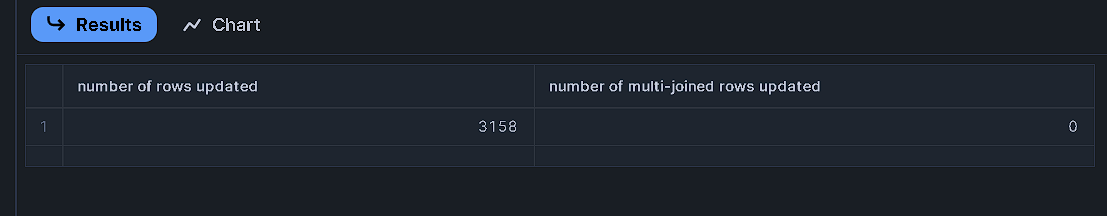 Results Chart
number of rows updated number of multi-joined rows updated
1 3158 0